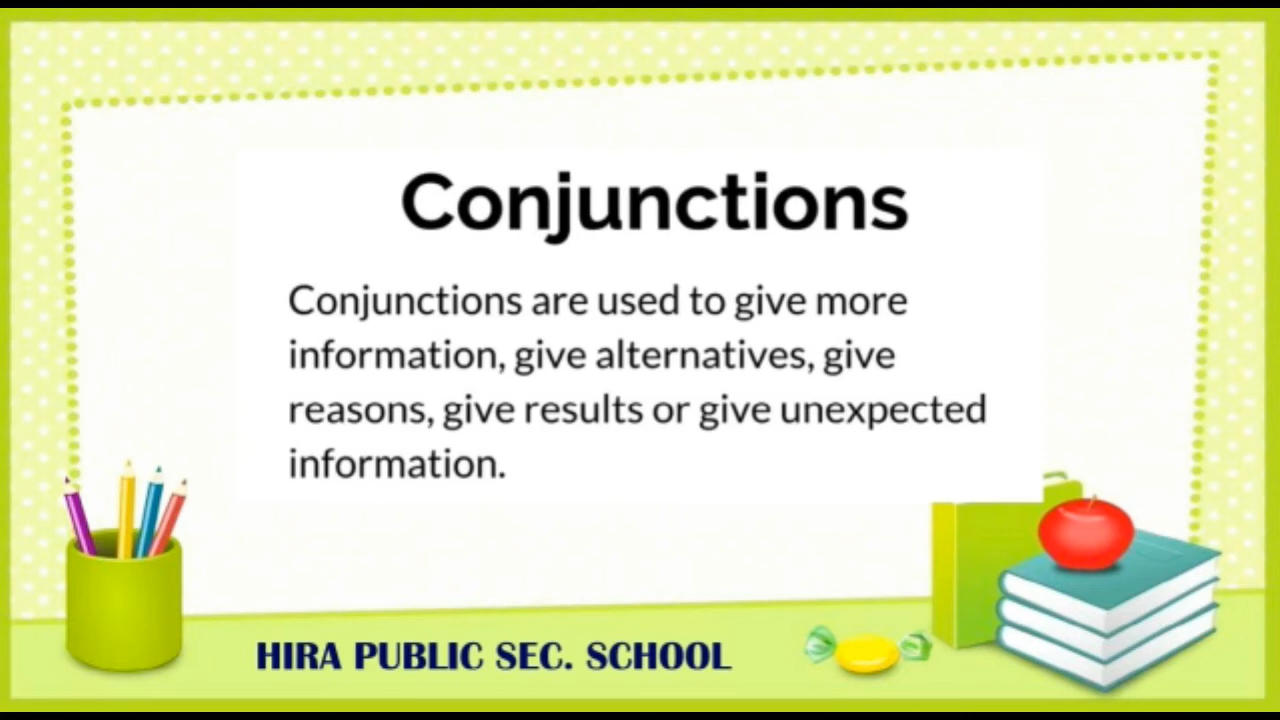 Conjunctions
Conjunctions are used to give more
information, give alternatives, give
reasons, give results or give unexpected
information.
HIRA PUBLIC SEC. SCHOOL